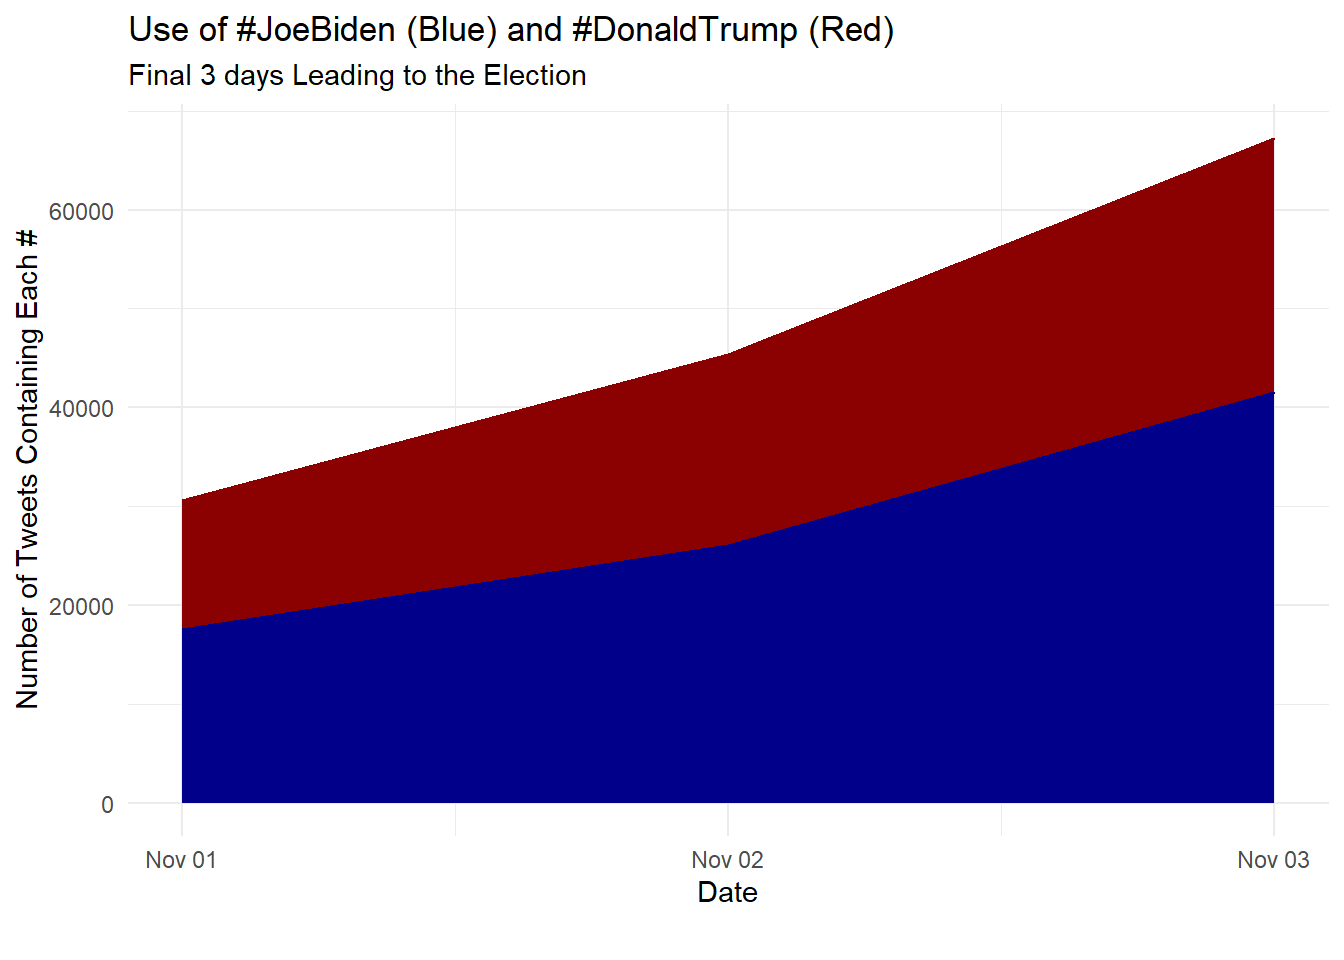 Use of #JoeBiden (Blue) and #DonaldTrump (Red)
Final 3 days Leading to the Election
Number of Tweets Containing Each #
60000
40000
20000
0
Nov 01
Nov 02
Nov 03
Date